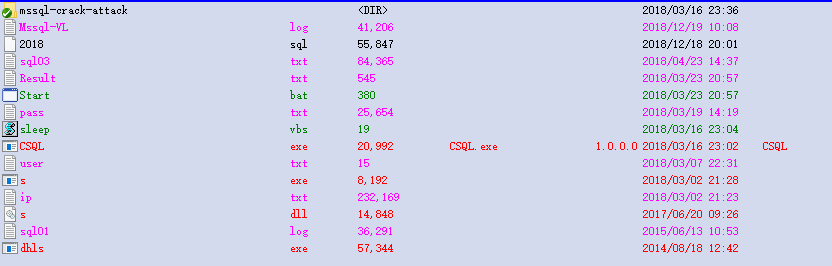 mssql-crack-attack <DIR> 2018/03/16 23:36
Mssql-VL log 41,206 2018/12/19 10:08
2018 sql 55,847 2018/12/18 20:01
sql03 txt 84,365 2018/04/23 14:37
Result txt 545 2018/03/23 20:57
Start bat 380 2018/03/23 20:57
pass txt 25,654 2018/03/19 14:19
sleep vbs 19 2018/03/16 23:04
CSQL exe 20,992 CSQL.exe 1.0.0.0 2018/03/16 23:02 CSQL
user txt 15 2018/03/07 22:31
s exe 8,192 2018/03/02 21:28
ip txt 232,169 2018/03/02 21:23
s dll 14,848 2017/06/20 09:26
sql01 log 36,291 2015/06/13 10:53
dhls exe 57,344 2014/08/18 12:42